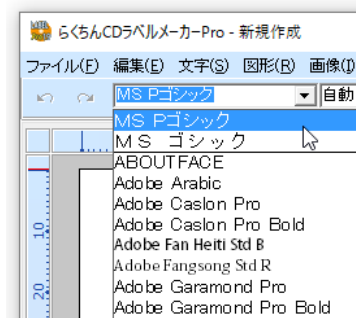 らくちんCDラベルメーカーPro - 新規作成
ファイル(F) 編集(E) 文字(S) 図形(R) 画像(I)
MS Pゴシック 自動
MS Pゴシック
MS ゴシック
ABOUTFACE
Adobe Arabic
Adobe Caslon Pro
Adobe Caslon Pro Bold
Adobe Fan Heiti Std B
Adobe Fangsong Std R
Adobe Garamond Pro
Adobe Garamond Pro Bold
10
20